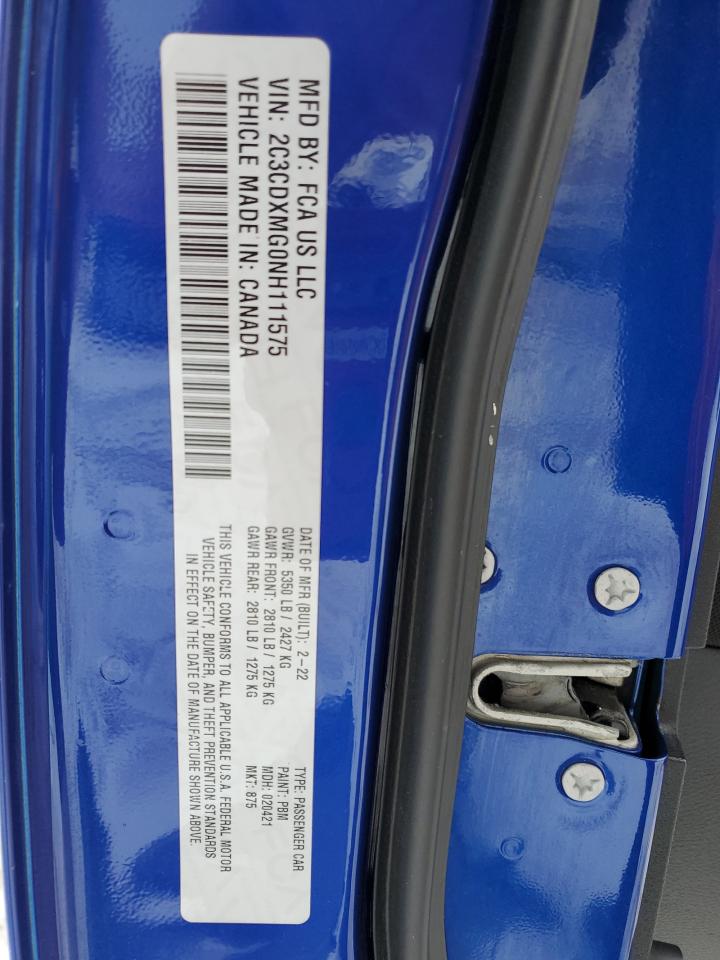 MFD BY: FCA US LLC
VIN: 2C3CDXMG0NH111575
VEHICLE MADE IN: CANADA
DATE OF MFR (BUILT): 2-22
GVWR: 5350 LB / 2427 KG
GAWR FRONT: 2810 LB / 1275 KG
GAWR REAR: 2810 LB / 1275 KG
THIS VEHICLE CONFORMS TO ALL APPLICABLE U.S.A. FEDERAL MOTOR
VEHICLE SAFETY, BUMPER, AND THEFT PREVENTION STANDARDS
IN EFFECT ON THE DATE OF MANUFACTURE SHOWN ABOVE.
TYPE: PASSENGER CAR
PAINT: PBM
MDH: 020421
MKT: 875